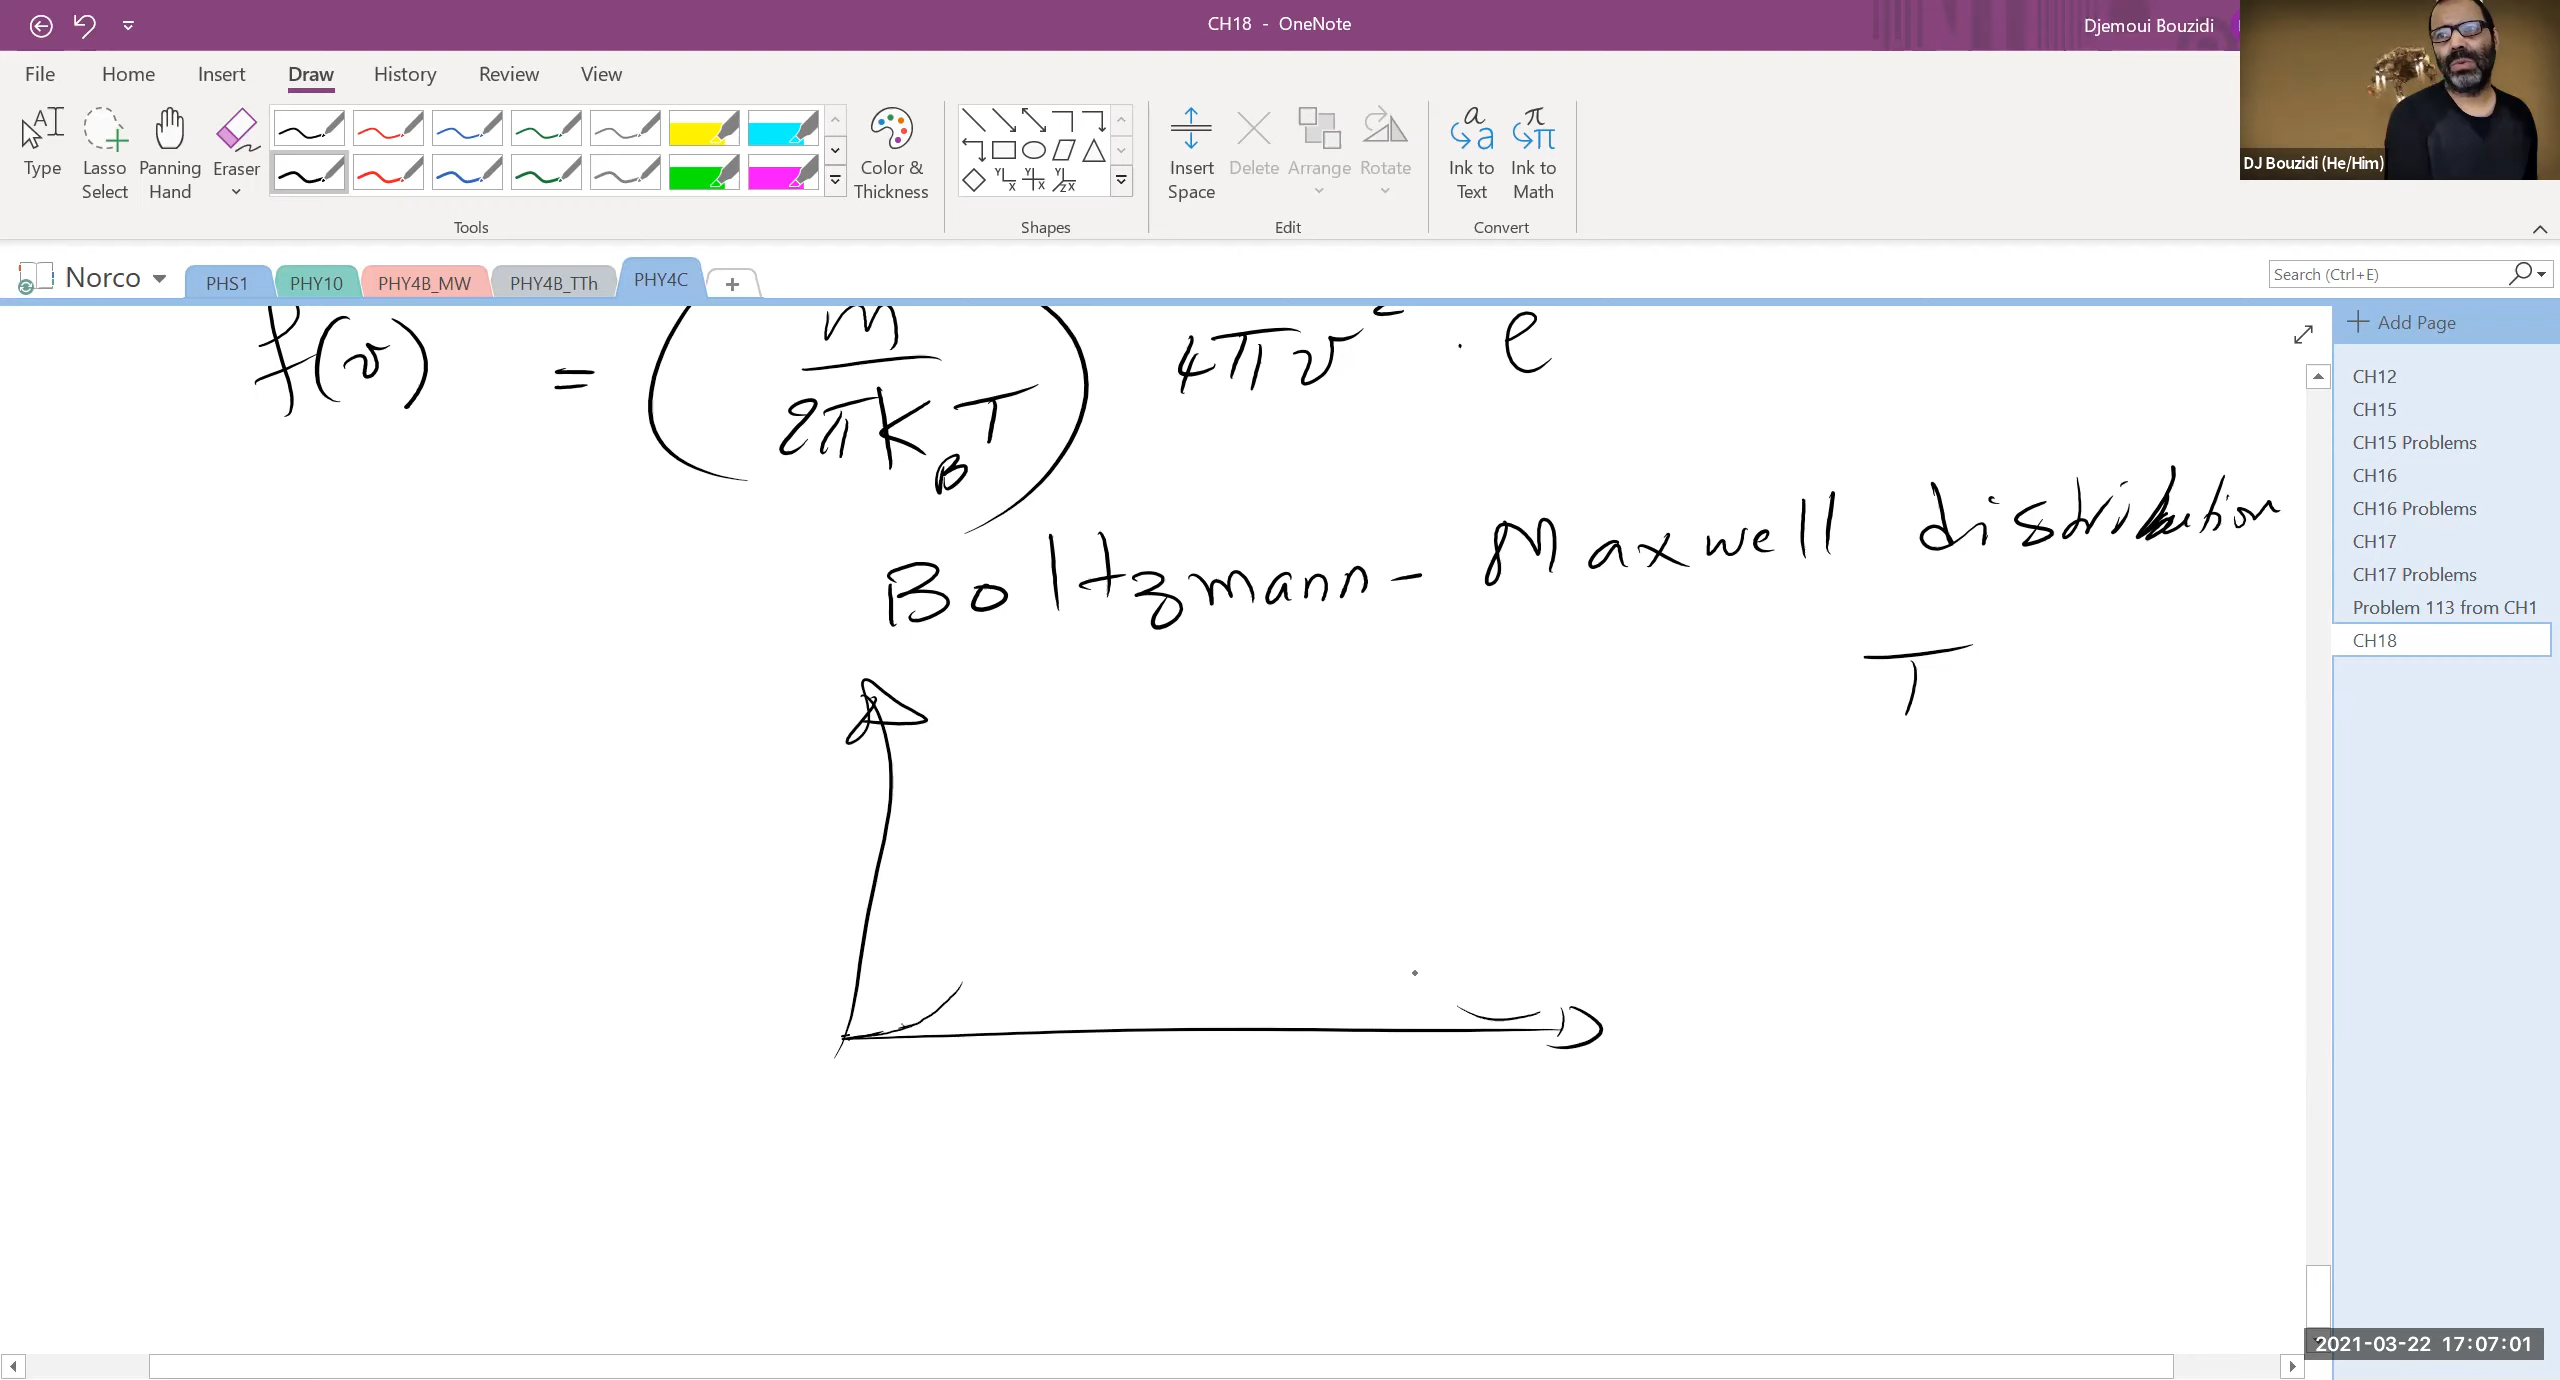 CH18 - OneNote
Djemoui Bouzidi
File Home Insert Draw History Review View
DJ Bouzidi (He/Him)
Type
Lasso Select
Panning Hand
Eraser
Color & Thickness
Insert Space
Delete
Arrange
Rotate
Ink to Text
Ink to Math
Tools
Shapes
Edit
Convert
Norco
PHS1
PHY10
PHY4B_MW
PHY4B_TTh
PHY4C
Search (Ctrl+E)
Add Page
CH12
CH15
CH15 Problems
CH16
CH16 Problems
CH17
CH17 Problems
Problem 113 from CH1
CH18
f(v) = (m / 2πK_B T) 4πv² · e
Boltzmann - Maxwell distribution
T
2021-03-22 17:07:01